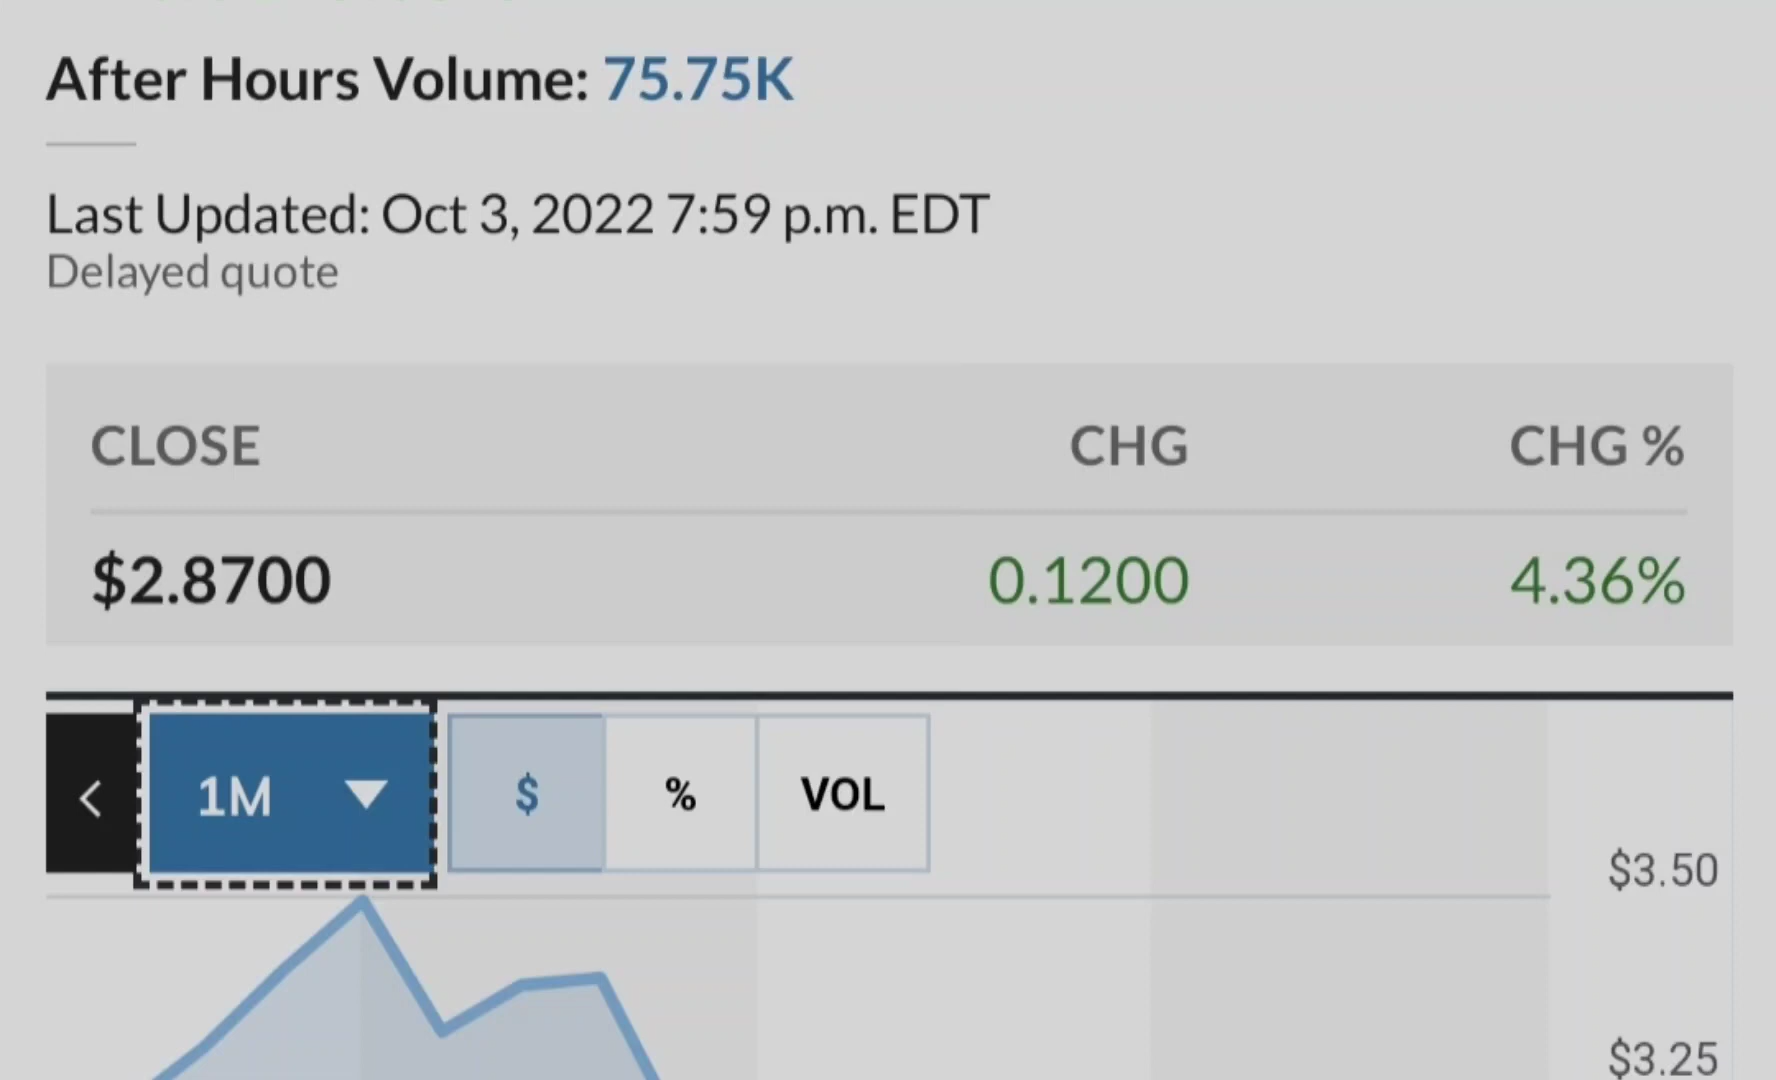 After Hours Volume: 75.75K
Last Updated: Oct 3, 2022 7:59 p.m. EDT
Delayed quote
CLOSE CHG CHG %
$2.8700 0.1200 4.36%
1M $ % VOL
$3.50
$3.25